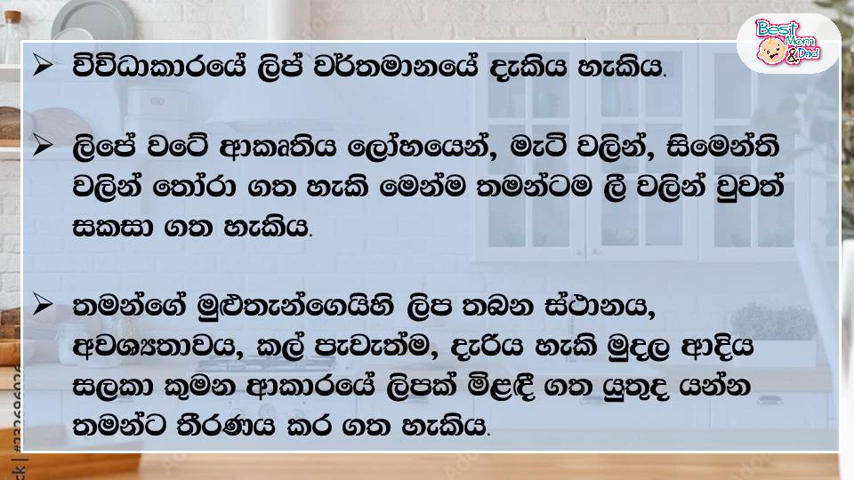 Best
Mom
& Dad
➢ විවිධාකාරයේ ලිප් වර්තමානයේ දැකිය හැකිය.
➢ ලිපේ වටේ ආකෘතිය ලෝහයෙන්, මැටි වලින්, සිමෙන්ති
වලින් තෝරා ගත හැකි මෙන්ම තමන්ටම ලී වලින් වුවත්
සකසා ගත හැකිය.
➢ තමන්ගේ මුළුතැන්ගෙයිහි ලිප තබන ස්ථානය,
අවශ්‍යතාවය, කල් පැවැත්ම, දැරිය හැකි මුදල ආදිය
සලකා කුමන ආකාරයේ ලිපක් මිළඳී ගත යුතුද යන්න
තමන්ට තීරණය කර ගත හැකිය.